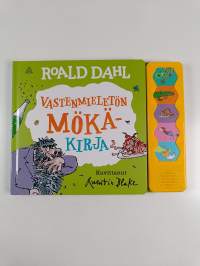 ROALD DAHL
VASTENMIELETÖN
MÖKÄ-
KIRJA
Kuvittanut
Quentin Blake